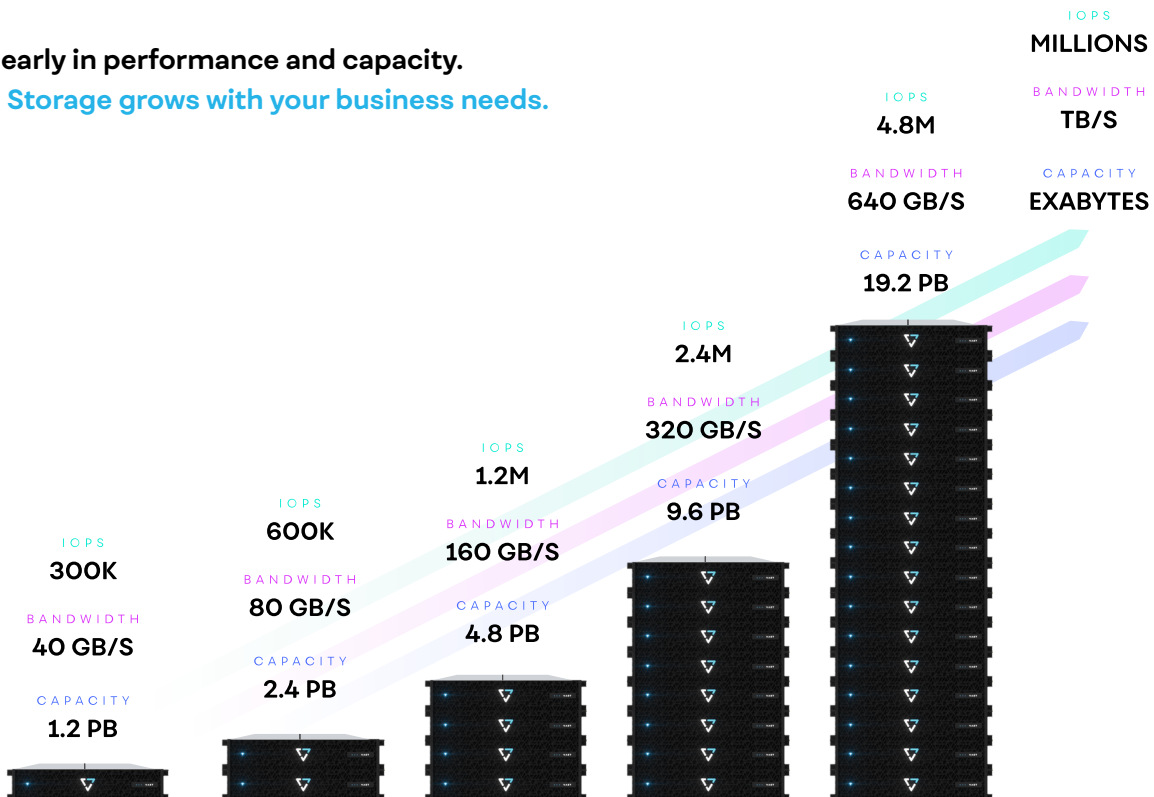 early in performance and capacity.
Storage grows with your business needs.
IOPS
300K
BANDWIDTH
40 GB/S
CAPACITY
1.2 PB
IOPS
600K
BANDWIDTH
80 GB/S
CAPACITY
2.4 PB
IOPS
1.2M
BANDWIDTH
160 GB/S
CAPACITY
4.8 PB
IOPS
2.4M
BANDWIDTH
320 GB/S
CAPACITY
9.6 PB
IOPS
4.8M
BANDWIDTH
640 GB/S
CAPACITY
19.2 PB
IOPS
MILLIONS
BANDWIDTH
TB/S
CAPACITY
EXABYTES